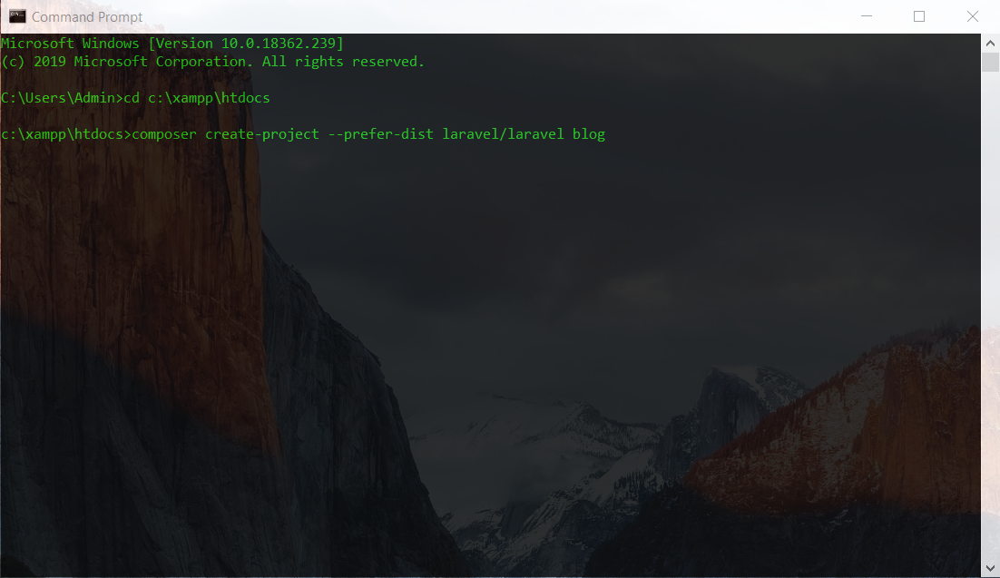 Command Prompt
Microsoft Windows [Version 10.0.18362.239]
(c) 2019 Microsoft Corporation. All rights reserved.
C:\Users\Admin>cd c:\xampp\htdocs
c:\xampp\htdocs>composer create-project --prefer-dist laravel/laravel blog